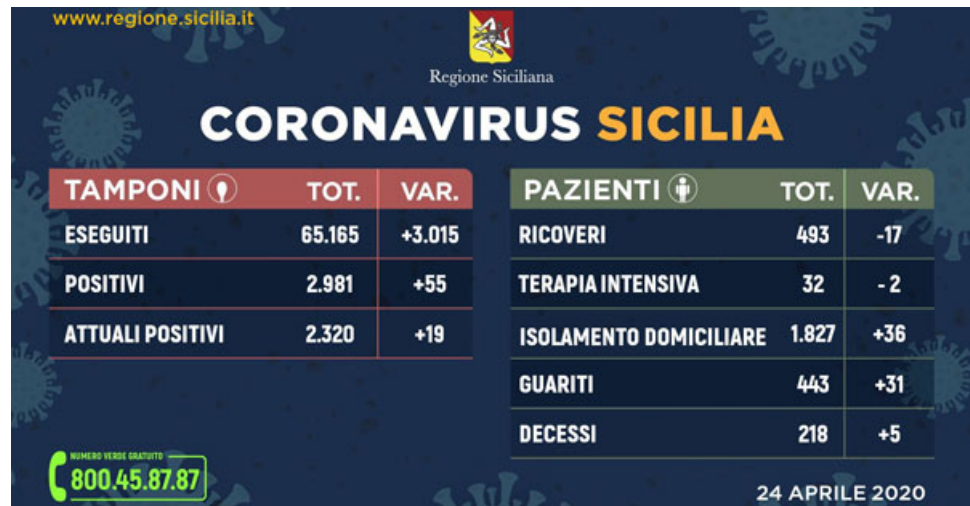 www.regione.sicilia.it
Regione Siciliana
CORONAVIRUS SICILIA
TAMPONI TOT. VAR.
ESEGUITI 65.165 +3.015
POSITIVI 2.981 +55
ATTUALI POSITIVI 2.320 +19
PAZIENTI TOT. VAR.
RICOVERI 493 -17
TERAPIA INTENSIVA 32 - 2
ISOLAMENTO DOMICILIARE 1.827 +36
GUARITI 443 +31
DECESSI 218 +5
NUMERO VERDE GRATUITO
800.45.87.87
24 APRILE 2020